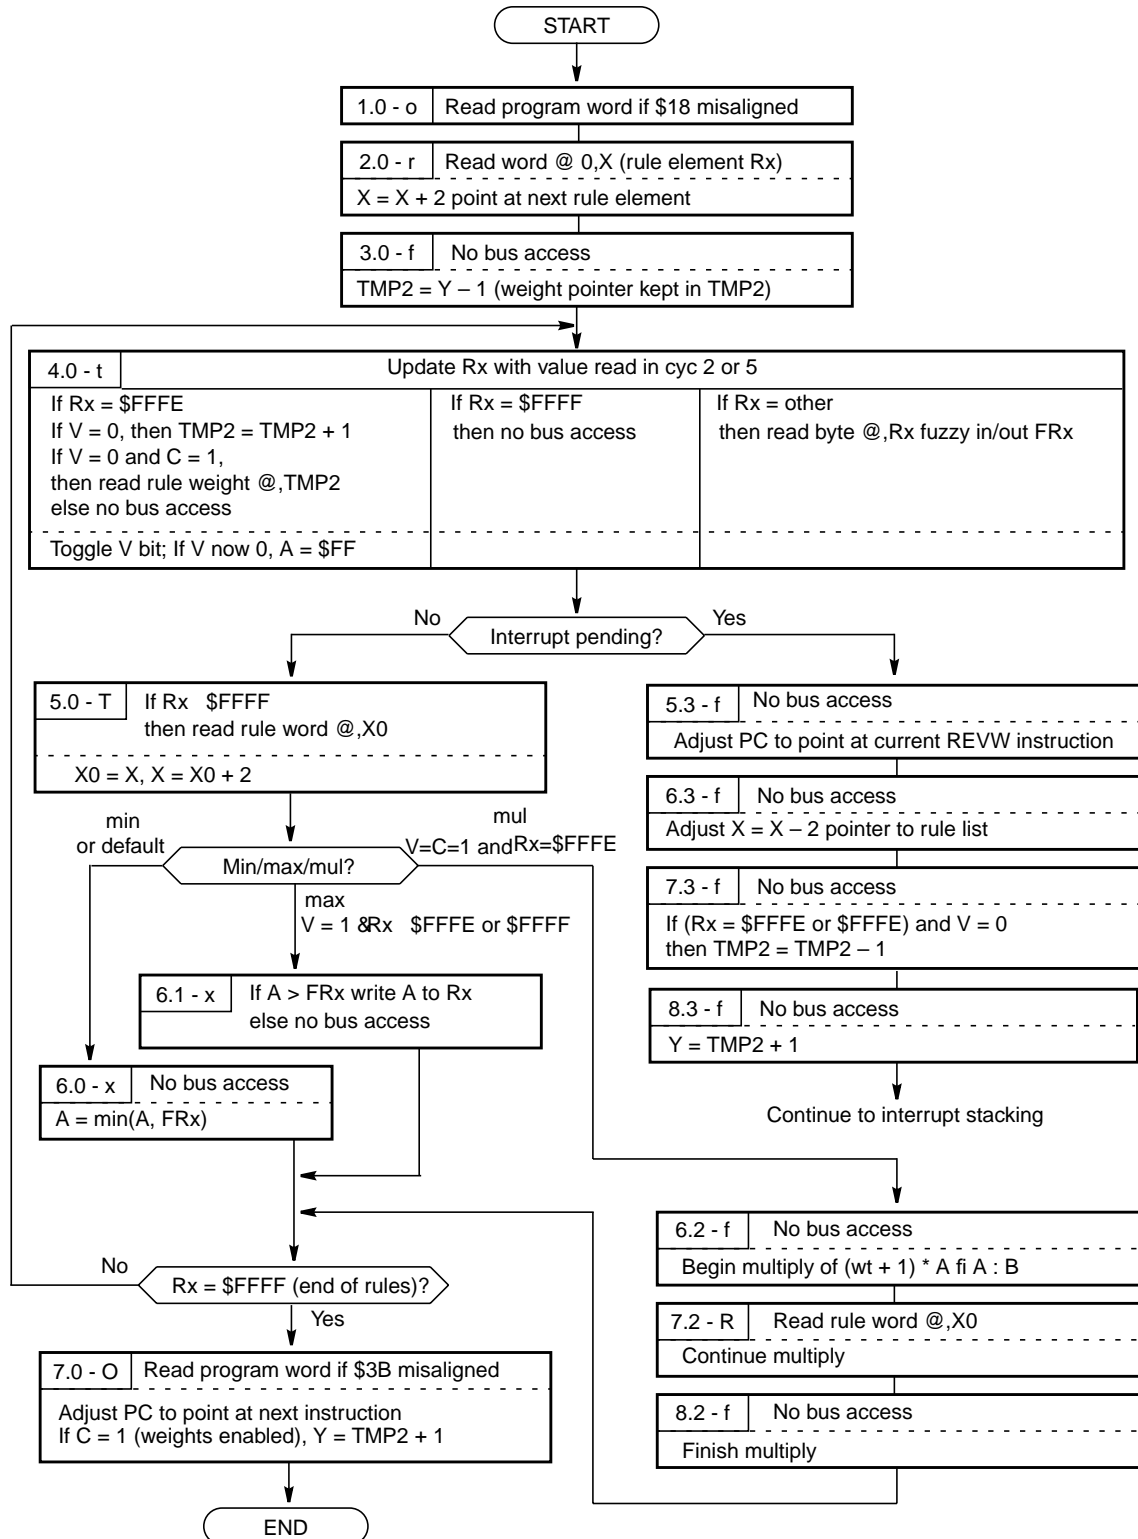 START
1.0 - o
Read program word if $18 misaligned
2.0 - r
Read word @ 0,X (rule element Rx)
X = X + 2 point at next rule element
3.0 - f
No bus access
TMP2 = Y – 1 (weight pointer kept in TMP2)
4.0 - t
Update Rx with value read in cyc 2 or 5
If Rx = $FFFE
If V = 0, then TMP2 = TMP2 + 1
If V = 0 and C = 1,
then read rule weight @,TMP2
else no bus access
Toggle V bit; If V now 0, A = $FF
If Rx = $FFFF
then no bus access
If Rx = other
then read byte @,Rx fuzzy in/out FRx
Interrupt pending?
No
Yes
5.0 - T
If Rx $FFFF
then read rule word @,X0
X0 = X, X = X0 + 2
Min/max/mul?
min
or default
mul
V=C=1 and Rx=$FFFE
max
V = 1 &Rx $FFFE or $FFFF
6.1 - x
If A > FRx write A to Rx
else no bus access
6.0 - x
No bus access
A = min(A, FRx)
5.3 - f
No bus access
Adjust PC to point at current REVW instruction
6.3 - f
No bus access
Adjust X = X – 2 pointer to rule list
7.3 - f
No bus access
If (Rx = $FFFE or $FFFE) and V = 0
then TMP2 = TMP2 – 1
8.3 - f
No bus access
Y = TMP2 + 1
Continue to interrupt stacking
6.2 - f
No bus access
Begin multiply of (wt + 1) * A fi A : B
7.2 - R
Read rule word @,X0
Continue multiply
8.2 - f
No bus access
Finish multiply
Rx = $FFFF (end of rules)?
No
Yes
7.0 - O
Read program word if $3B misaligned
Adjust PC to point at next instruction
If C = 1 (weights enabled), Y = TMP2 + 1
END